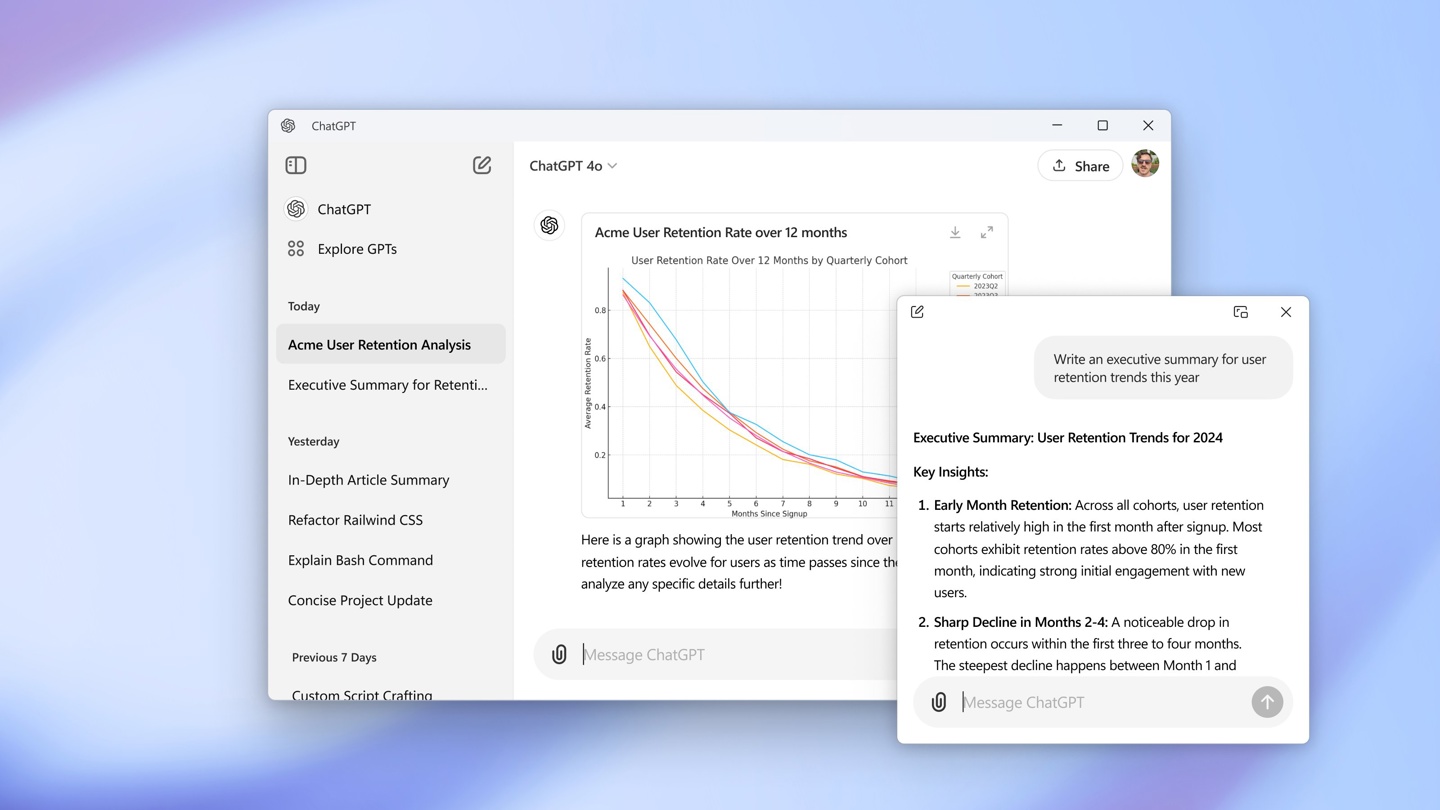 ChatGPT
ChatGPT
Explore GPTs
Today
Acme User Retention Analysis
Executive Summary for Retenti...
Yesterday
In-Depth Article Summary
Refactor Railwind CSS
Explain Bash Command
Concise Project Update
Previous 7 Days
Custom Script Crafting
ChatGPT 4o
Share
Acme User Retention Rate over 12 months
User Retention Rate Over 12 Months by Quarterly Cohort
Quarterly Cohort
2023Q2
Average Retention Rate
0.8
0.6
0.4
0.2
1 2 3 4 5 6 7 8 9 10 11
Months Since Signup
Here is a graph showing the user retention trend over
retention rates evolve for users as time passes since
analyze any specific details further!
Message ChatGPT
Write an executive summary for user
retention trends this year
Executive Summary: User Retention Trends for 2024
Key Insights:
1. Early Month Retention: Across all cohorts, user retention
starts relatively high in the first month after signup. Most
cohorts exhibit retention rates above 80% in the first
month, indicating strong initial engagement with new
users.
2. Sharp Decline in Months 2-4: A noticeable drop in
retention occurs within the first three to four months.
The steepest decline happens between Month 1 and
Message ChatGPT